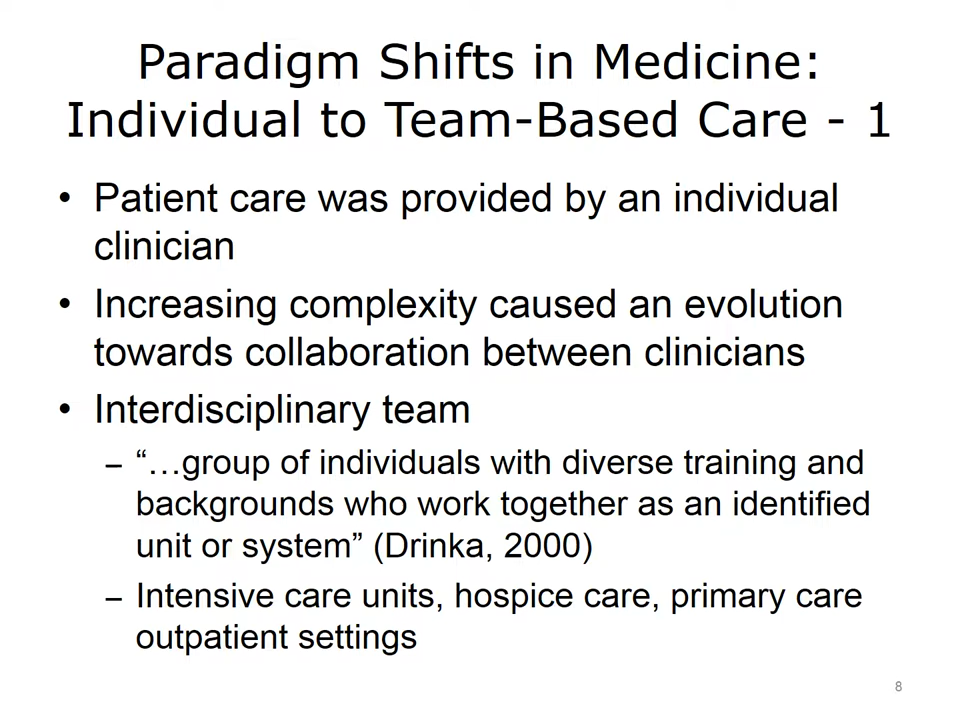 Paradigm Shifts in Medicine:
Individual to Team-Based Care - 1
• Patient care was provided by an individual
clinician
• Increasing complexity caused an evolution
towards collaboration between clinicians
• Interdisciplinary team
– “…group of individuals with diverse training and
backgrounds who work together as an identified
unit or system” (Drinka, 2000)
– Intensive care units, hospice care, primary care
outpatient settings
8